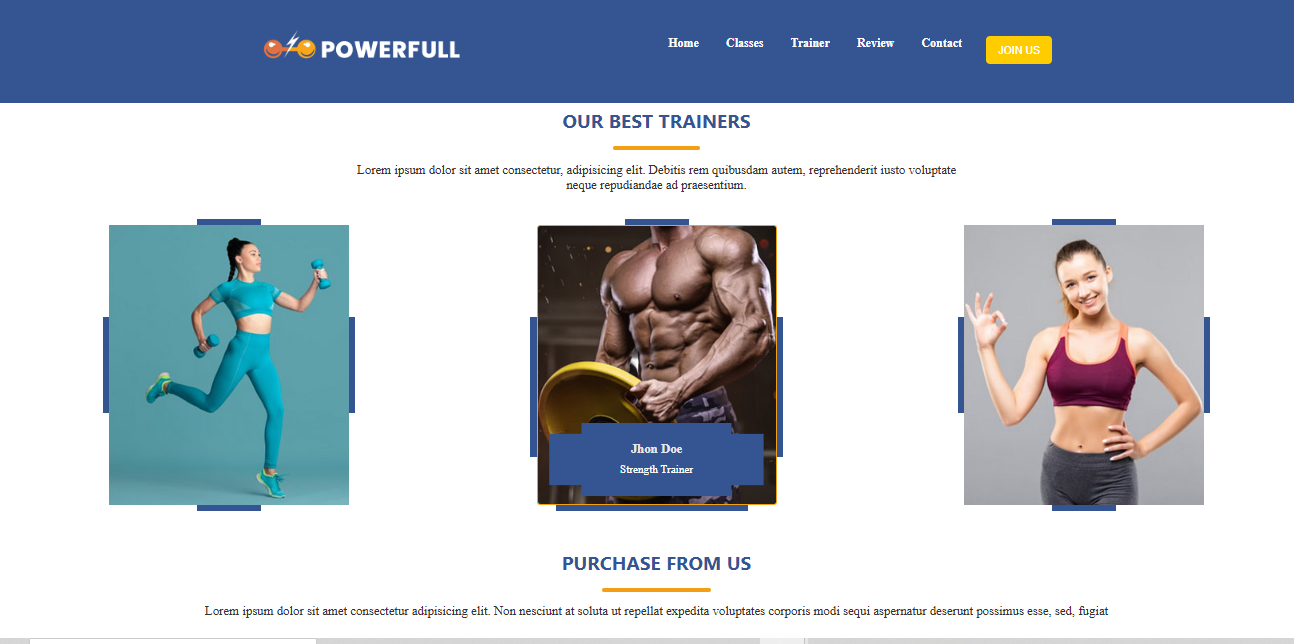 POWERFULL
Home Classes Trainer Review Contact JOIN US
OUR BEST TRAINERS
Lorem ipsum dolor sit amet consectetur, adipisicing elit. Debitis rem quibusdam autem, reprehenderit iusto voluptate
neque repudiandae ad praesentium.
Jhon Doe
Strength Trainer
PURCHASE FROM US
Lorem ipsum dolor sit amet consectetur adipisicing elit. Non nesciunt at soluta ut repellat expedita voluptates corporis modi sequi aspernatur deserunt possimus esse, sed, fugiat